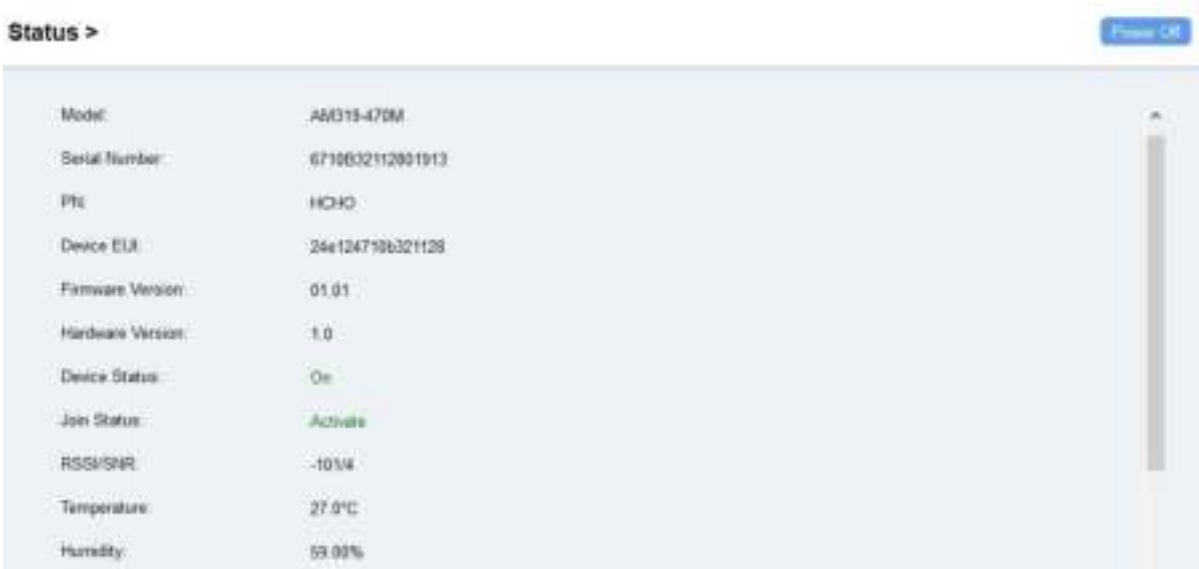 Status >
Power Off
Model: AM319-470M
Serial Number: 6710B32112801913
PN: HCHO
Device EUI: 24e124710b321128
Firmware Version: 01.01
Hardware Version: 1.0
Device Status: On
Join Status: Activate
RSSI/SNR: -101/4
Temperature: 27.0°C
Humidity: 59.00%